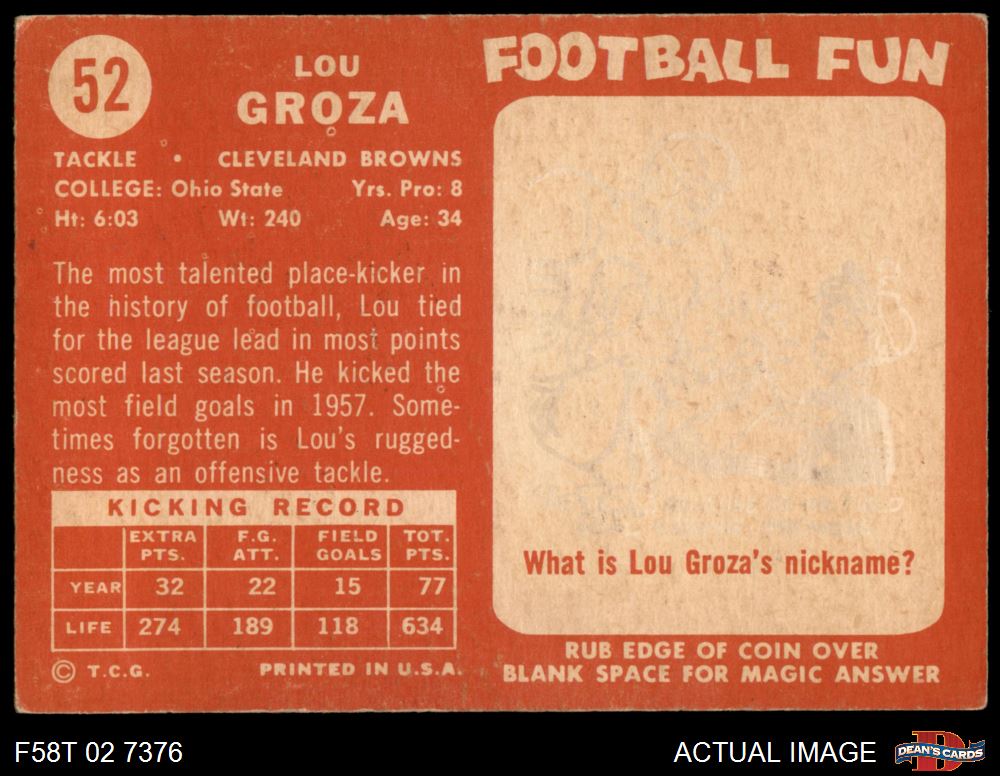 52
LOU
GROZA
TACKLE • CLEVELAND BROWNS
COLLEGE: Ohio State Yrs. Pro: 8
Ht: 6:03 Wt: 240 Age: 34
The most talented place-kicker in
the history of football, Lou tied
for the league lead in most points
scored last season. He kicked the
most field goals in 1957. Some-
times forgotten is Lou's rugged-
ness as an offensive tackle.
KICKING RECORD
EXTRA PTS. F.G. ATT. FIELD GOALS TOT. PTS.
YEAR 32 22 15 77
LIFE 274 189 118 634
© T.C.G. PRINTED IN U.S.A.
FOOTBALL FUN
What is Lou Groza's nickname?
RUB EDGE OF COIN OVER
BLANK SPACE FOR MAGIC ANSWER
F58T 02 7376
ACTUAL IMAGE
DEAN'S CARDS